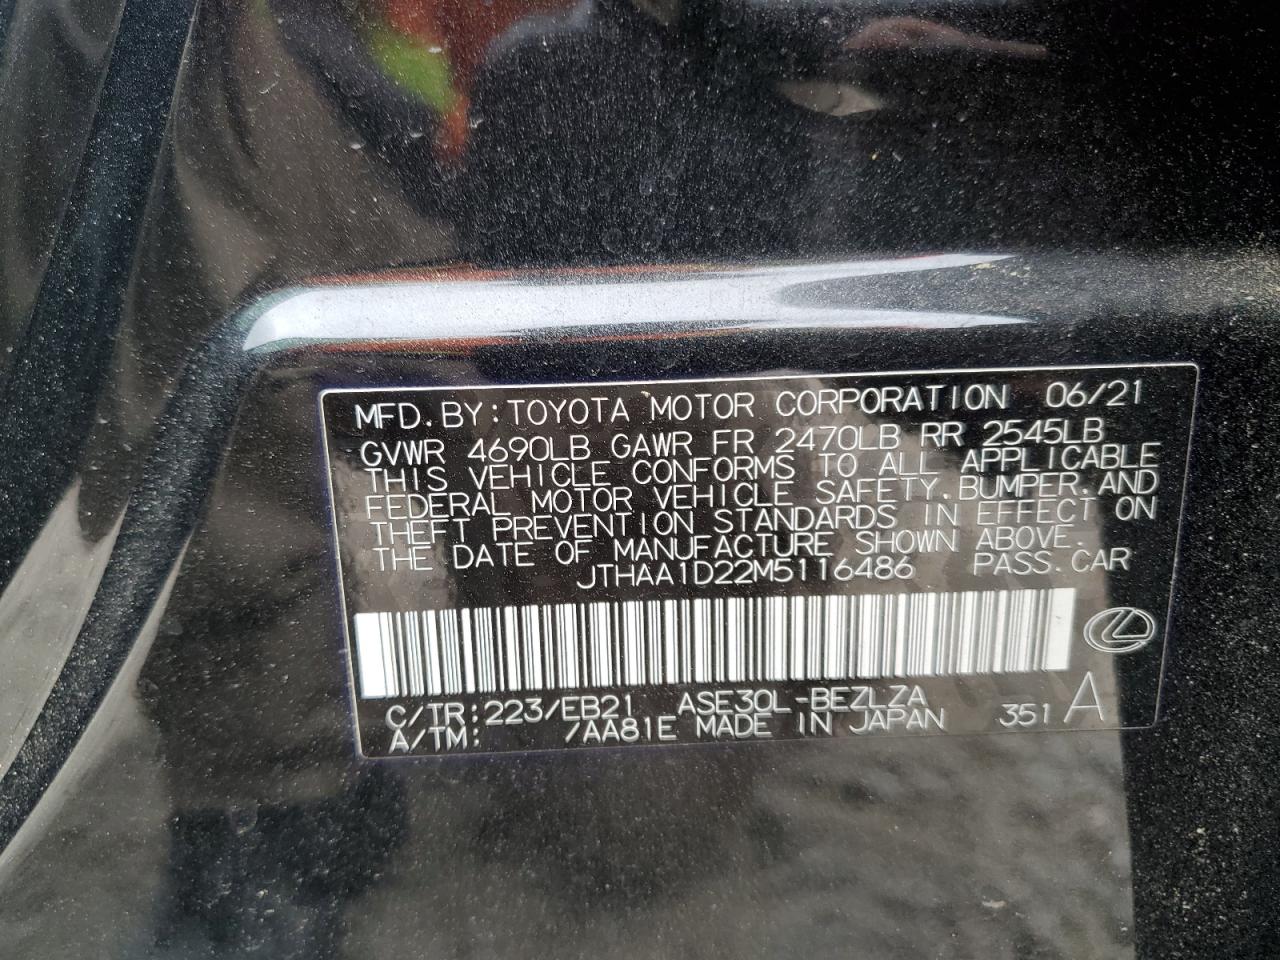 MFD. BY: TOYOTA MOTOR CORPORATION 06/21
GVWR 4690LB GAWR FR 2470LB RR 2545LB
THIS VEHICLE CONFORMS TO ALL APPLICABLE
FEDERAL MOTOR VEHICLE SAFETY, BUMPER, AND
THEFT PREVENTION STANDARDS IN EFFECT ON
THE DATE OF MANUFACTURE SHOWN ABOVE.
JTHAA1D22M5116486 PASS. CAR
C/TR: 223/EB21 ASE30L-BEZLZA
A/TM: /AA81E MADE IN JAPAN 351 A